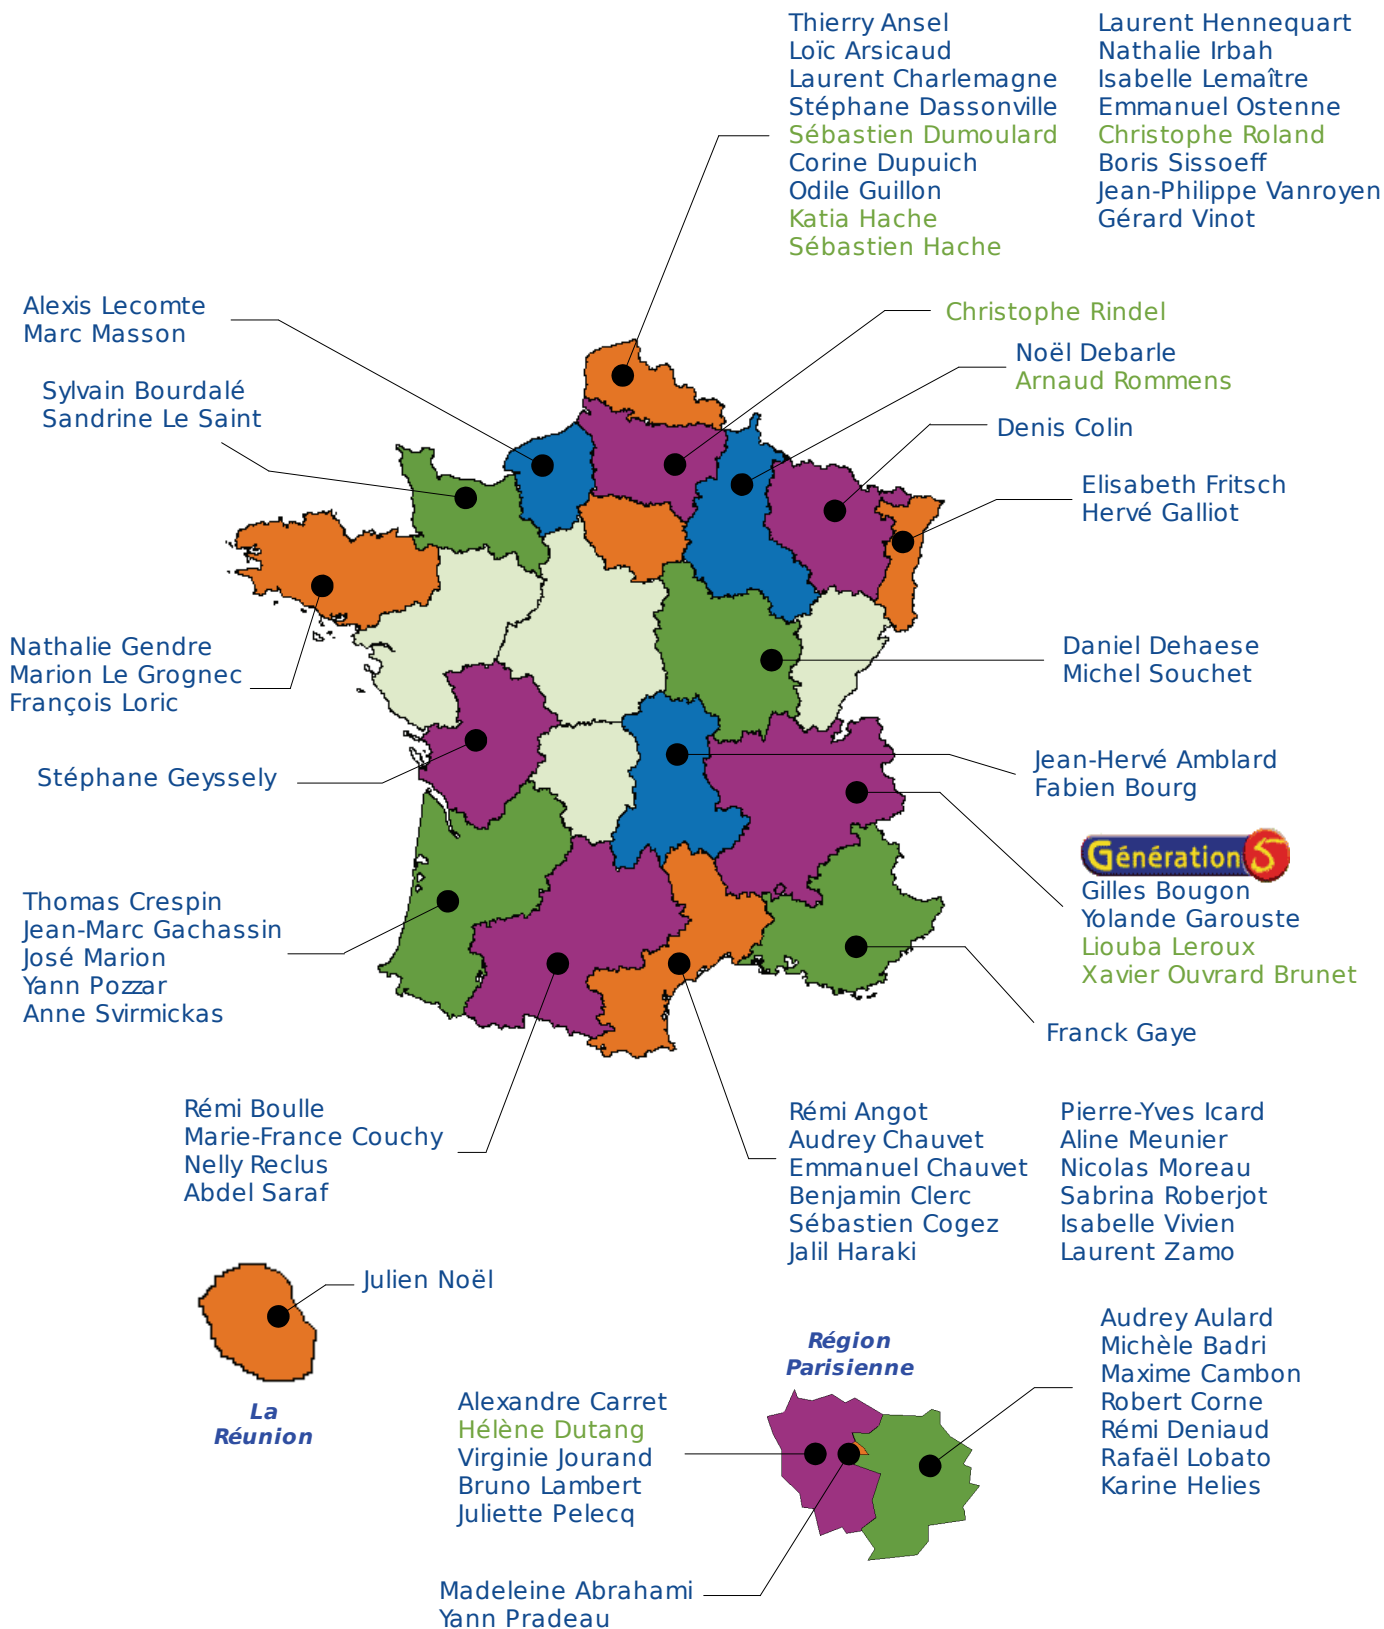 Thierry Ansel
Loïc Arsicaud
Laurent Charlemagne
Stéphane Dassonville
Sébastien Dumoulard
Corine Dupuich
Odile Guillon
Katia Hache
Sébastien Hache
Laurent Hennequart
Nathalie Irbah
Isabelle Lemaître
Emmanuel Ostenne
Christophe Roland
Boris Sissoeff
Jean-Philippe Vanroyen
Gérard Vinot
Alexis Lecomte
Marc Masson
Christophe Rindel
Noël Debarle
Arnaud Rommens
Sylvain Bourdalé
Sandrine Le Saint
Denis Colin
Elisabeth Fritsch
Hervé Galliot
Nathalie Gendre
Marion Le Grognec
François Loric
Daniel Dehaese
Michel Souchet
Stéphane Geyssely
Jean-Hervé Amblard
Fabien Bourg
Génération 5
Gilles Bougon
Yolande Garouste
Liouba Leroux
Xavier Ouvrard Brunet
Thomas Crespin
Jean-Marc Gachassin
José Marion
Yann Pozzar
Anne Svirmickas
Franck Gaye
Rémi Boulle
Marie-France Couchy
Nelly Reclus
Abdel Saraf
Rémi Angot
Audrey Chauvet
Emmanuel Chauvet
Benjamin Clerc
Sébastien Cogez
Jalil Haraki
Pierre-Yves Icard
Aline Meunier
Nicolas Moreau
Sabrina Roberjot
Isabelle Vivien
Laurent Zamo
Julien Noël
La
Réunion
Région
Parisienne
Audrey Aulard
Michèle Badri
Maxime Cambon
Robert Corne
Rémi Deniaud
Rafaël Lobato
Karine Helies
Alexandre Carret
Hélène Dutang
Virginie Jourand
Bruno Lambert
Juliette Pelecq
Madeleine Abrahami
Yann Pradeau